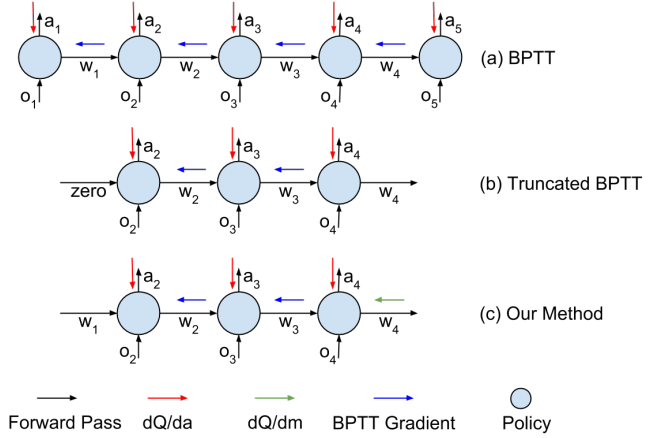 a1 a2 a3 a4 a5
w1 w2 w3 w4 (a) BPTT
o1 o2 o3 o4 o5
a2 a3 a4
zero w2 w3 w4 (b) Truncated BPTT
o2 o3 o4
a2 a3 a4
w1 w2 w3 w4 (c) Our Method
o2 o3 o4
Forward Pass dQ/da dQ/dm BPTT Gradient Policy